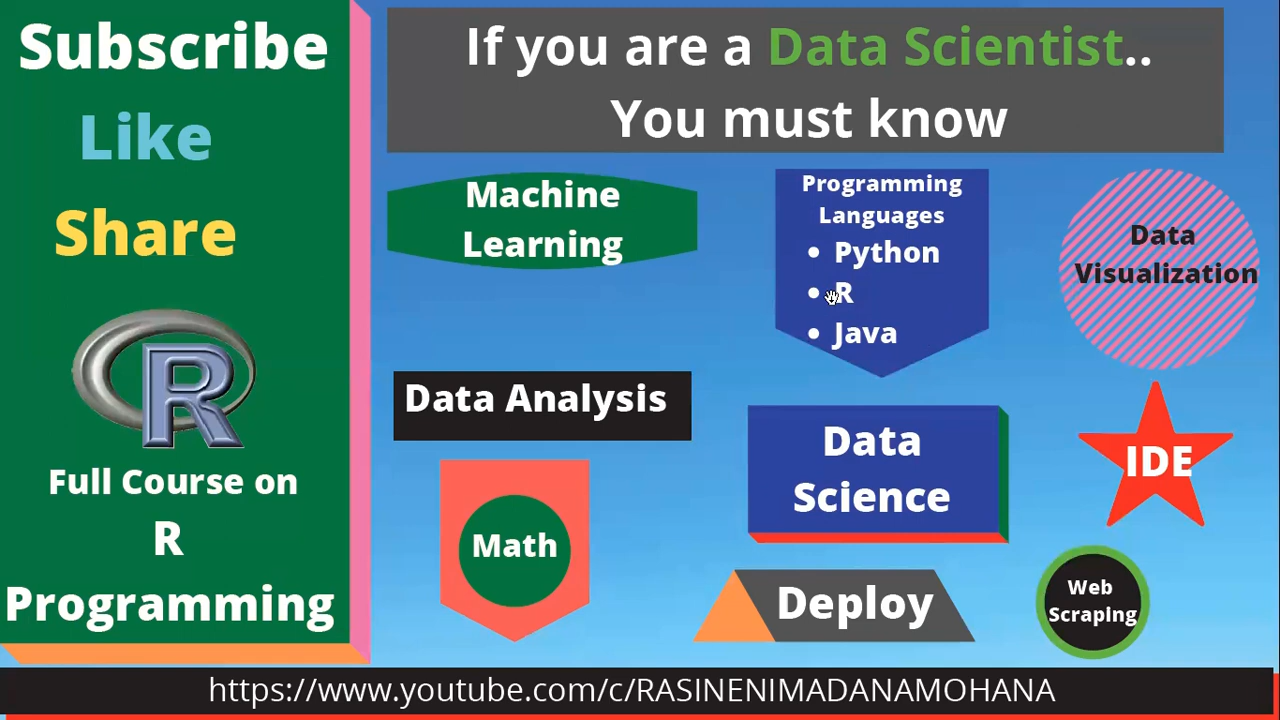 Subscribe
Like
Share
R
Full Course on
R
Programming
If you are a Data Scientist..
You must know
Machine
Learning
Programming
Languages
• Python
• R
• Java
Data
Visualization
Data Analysis
Data
Science
IDE
Math
Deploy
Web
Scraping
https://www.youtube.com/c/RASINENIMADANAMOHANA